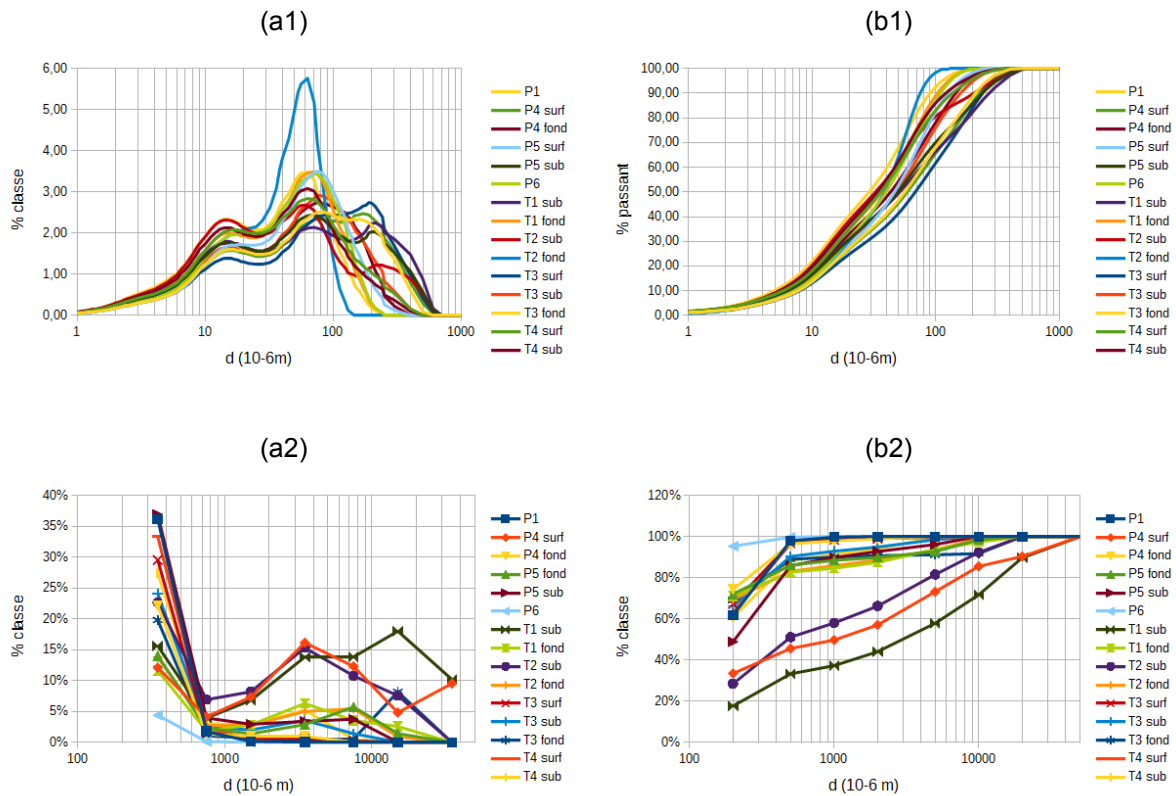 (a1)
6,00
5,00
4,00
3,00
2,00
1,00
0,00
% classe
1
10
100
1000
d (10-6m)
P1
P4 surf
P4 fond
P5 surf
P5 sub
P6
T1 sub
T1 fond
T2 sub
T2 fond
T3 surf
T3 sub
T3 fond
T4 surf
T4 sub
(b1)
100,00
90,00
80,00
70,00
60,00
50,00
40,00
30,00
20,00
10,00
0,00
% passant
1
10
100
1000
d (10-6m)
P1
P4 surf
P4 fond
P5 surf
P5 sub
P6
T1 sub
T1 fond
T2 sub
T2 fond
T3 surf
T3 sub
T3 fond
T4 surf
T4 sub
(a2)
40%
35%
30%
25%
20%
15%
10%
5%
0%
% classe
100
1000
10000
d (10-6 m)
P1
P4 surf
P4 fond
P5 fond
P5 sub
P6
T1 sub
T1 fond
T2 sub
T2 fond
T3 surf
T3 sub
T3 fond
T4 surf
T4 sub
(b2)
120%
100%
80%
60%
40%
20%
0%
% classe
100
1000
10000
d (10-6 m)
P1
P4 surf
P4 fond
P5 fond
P5 sub
P6
T1 sub
T1 fond
T2 sub
T2 fond
T3 surf
T3 sub
T3 fond
T4 surf
T4 sub